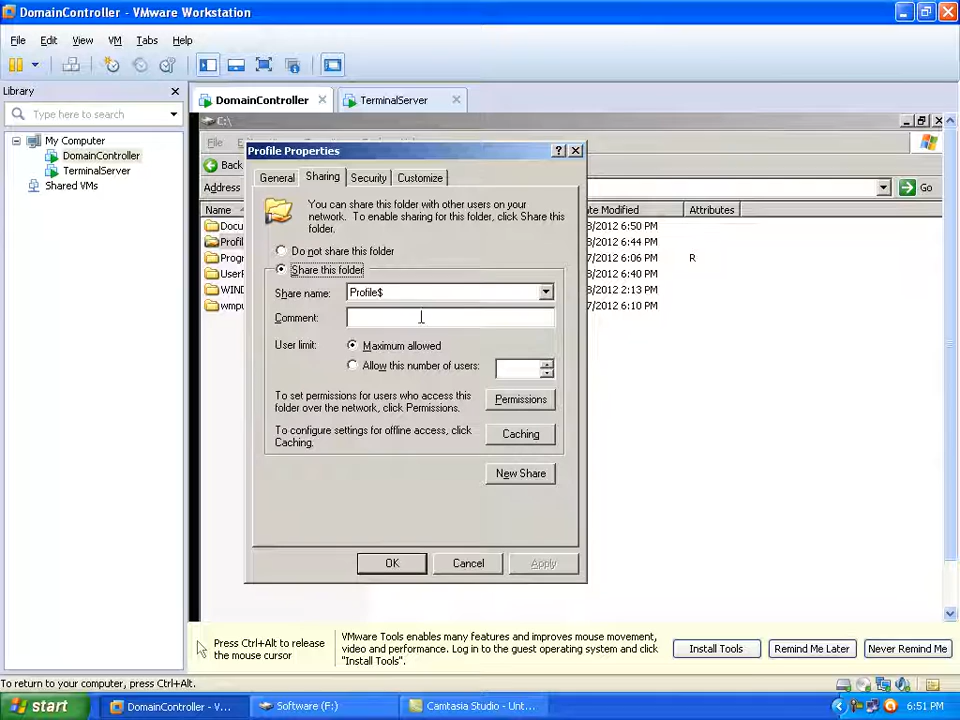 DomainController - VMware Workstation
File Edit View VM Tabs Help
Library
Type here to search
My Computer
DomainController
TerminalServer
Shared VMs
DomainController
TerminalServer
C:\
File
Back
Address
Go
Name
Date Modified
Attributes
Docu
/2012 6:50 PM
Profil
/2012 6:44 PM
Progr
7/2012 6:06 PM
R
UserP
/2012 6:54 PM
WIND
/2012 2:13 PM
wmpu
7/2012 6:10 PM
Profile Properties
General Sharing Security Customize
You can share this folder with other users on your
network. To enable sharing for this folder, click Share this
folder.
Do not share this folder
Share this folder
Share name: Profile$
Comment:
User limit: Maximum allowed
Allow this number of users:
To set permissions for users who access this
folder over the network, click Permissions.
Permissions
To configure settings for offline access, click
Caching.
Caching
New Share
OK Cancel Apply
Press Ctrl+Alt to release
the mouse cursor
VMware Tools enables many features and improves mouse movement,
video and performance. Log in to the guest operating system and click
"Install Tools".
Install Tools
Remind Me Later
Never Remind Me
To return to your computer, press Ctrl+Alt.
start
DomainController - V...
Software (F:)
Camtasia Studio - Unt...
6:51 PM